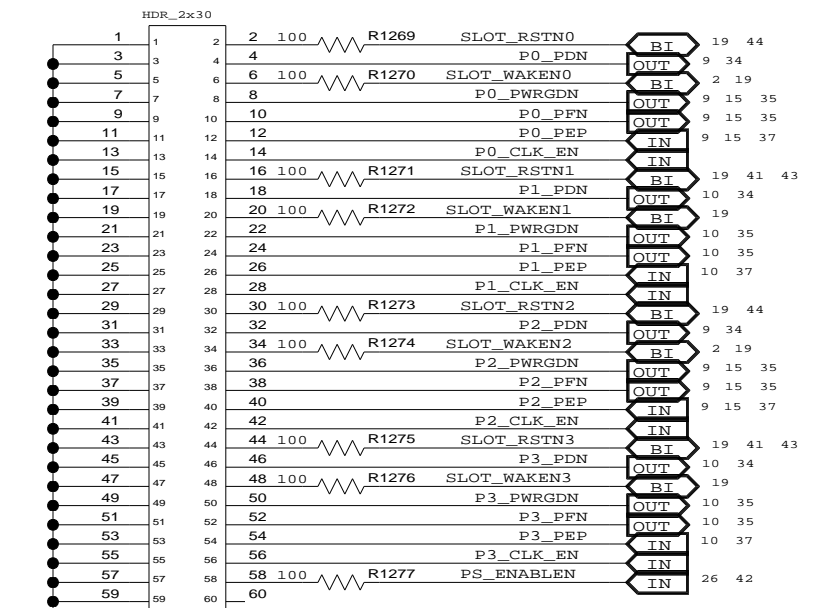 HDR_2x30
1 1 2 2 100 R1269 SLOT_RSTN0 BI 19 44
3 3 4 4 P0_PDN OUT 9 34
5 5 6 6 100 R1270 SLOT_WAKEN0 BI 2 19
7 7 8 8 P0_PWRGDN OUT 9 15 35
9 9 10 10 P0_PFN OUT 9 15 35
11 11 12 12 P0_PEP IN 9 15 37
13 13 14 14 P0_CLK_EN IN
15 15 16 16 100 R1271 SLOT_RSTN1 BI 19 41 43
17 17 18 18 P1_PDN OUT 10 34
19 19 20 20 100 R1272 SLOT_WAKEN1 BI 19
21 21 22 22 P1_PWRGDN OUT 10 35
23 23 24 24 P1_PFN OUT 10 35
25 25 26 26 P1_PEP IN 10 37
27 27 28 28 P1_CLK_EN IN
29 29 30 30 100 R1273 SLOT_RSTN2 BI 19 44
31 31 32 32 P2_PDN OUT 9 34
33 33 34 34 100 R1274 SLOT_WAKEN2 BI 2 19
35 35 36 36 P2_PWRGDN OUT 9 15 35
37 37 38 38 P2_PFN OUT 9 15 35
39 39 40 40 P2_PEP IN 9 15 37
41 41 42 42 P2_CLK_EN IN
43 43 44 44 100 R1275 SLOT_RSTN3 BI 19 41 43
45 45 46 46 P3_PDN OUT 10 34
47 47 48 48 100 R1276 SLOT_WAKEN3 BI 19
49 49 50 50 P3_PWRGDN OUT 10 35
51 51 52 52 P3_PFN OUT 10 35
53 53 54 54 P3_PEP IN 10 37
55 55 56 56 P3_CLK_EN IN
57 57 58 58 100 R1277 PS_ENABLEN IN 26 42
59 59 60 60